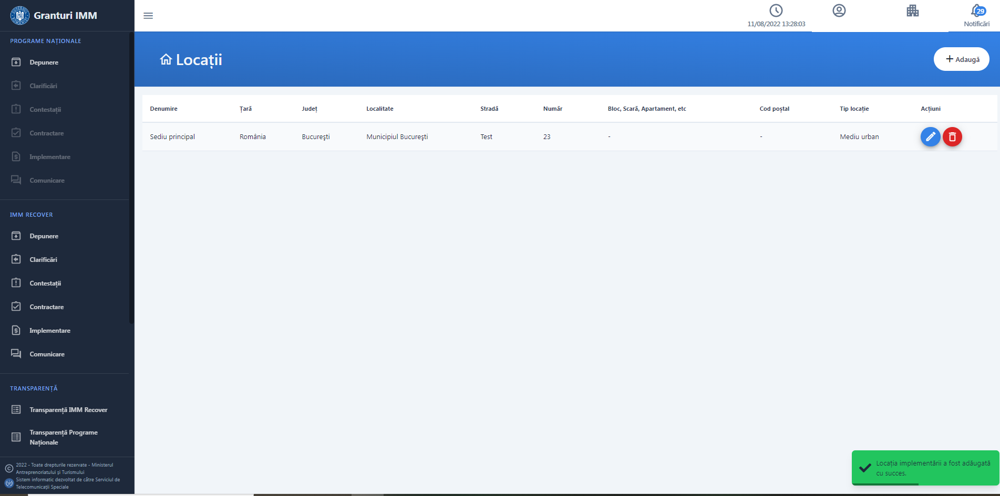 Granturi IMM
11/08/2022 13:28:03
29
Notificări
PROGRAME NAȚIONALE
Depunere
Clarificări
Contestații
Contractare
Implementare
Comunicare
IMM RECOVER
Depunere
Clarificări
Contestații
Contractare
Implementare
Comunicare
TRANSPARENȚĂ
Transparență IMM Recover
Transparență Programe
Naționale
2022 - Toate drepturile rezervate - Ministerul
Antreprenoriatului și Turismului
Sistem informatic dezvoltat de către Serviciul de
Telecomunicații Speciale
Locații
Adaugă
Denumire Țară Județ Localitate Stradă Număr Bloc, Scară, Apartament, etc Cod poștal Tip locație Acțiuni
Sediu principal România Bucureşti Municipiul Bucureşti Test 23 - - Mediu urban
Locația implementării a fost adăugată
cu succes.